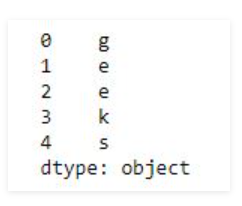 0    g
1    e
2    e
3    k
4    s
dtype: object